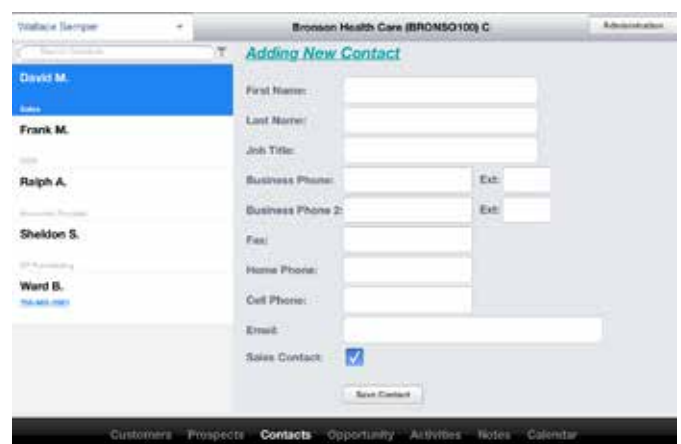 Wallace Semper
Bronson Health Care (BRONSO100) C
Administration
Search Contacts
Adding New Contact
David M.
Sales
Frank M.
Ralph A.
Sheldon S.
Ward B.
First Name:
Last Name:
Job Title:
Business Phone:
Ext:
Business Phone 2:
Ext:
Fax:
Home Phone:
Cell Phone:
Email:
Sales Contact:
Save Contact
Customers Prospects Contacts Opportunity Activities Notes Calendar